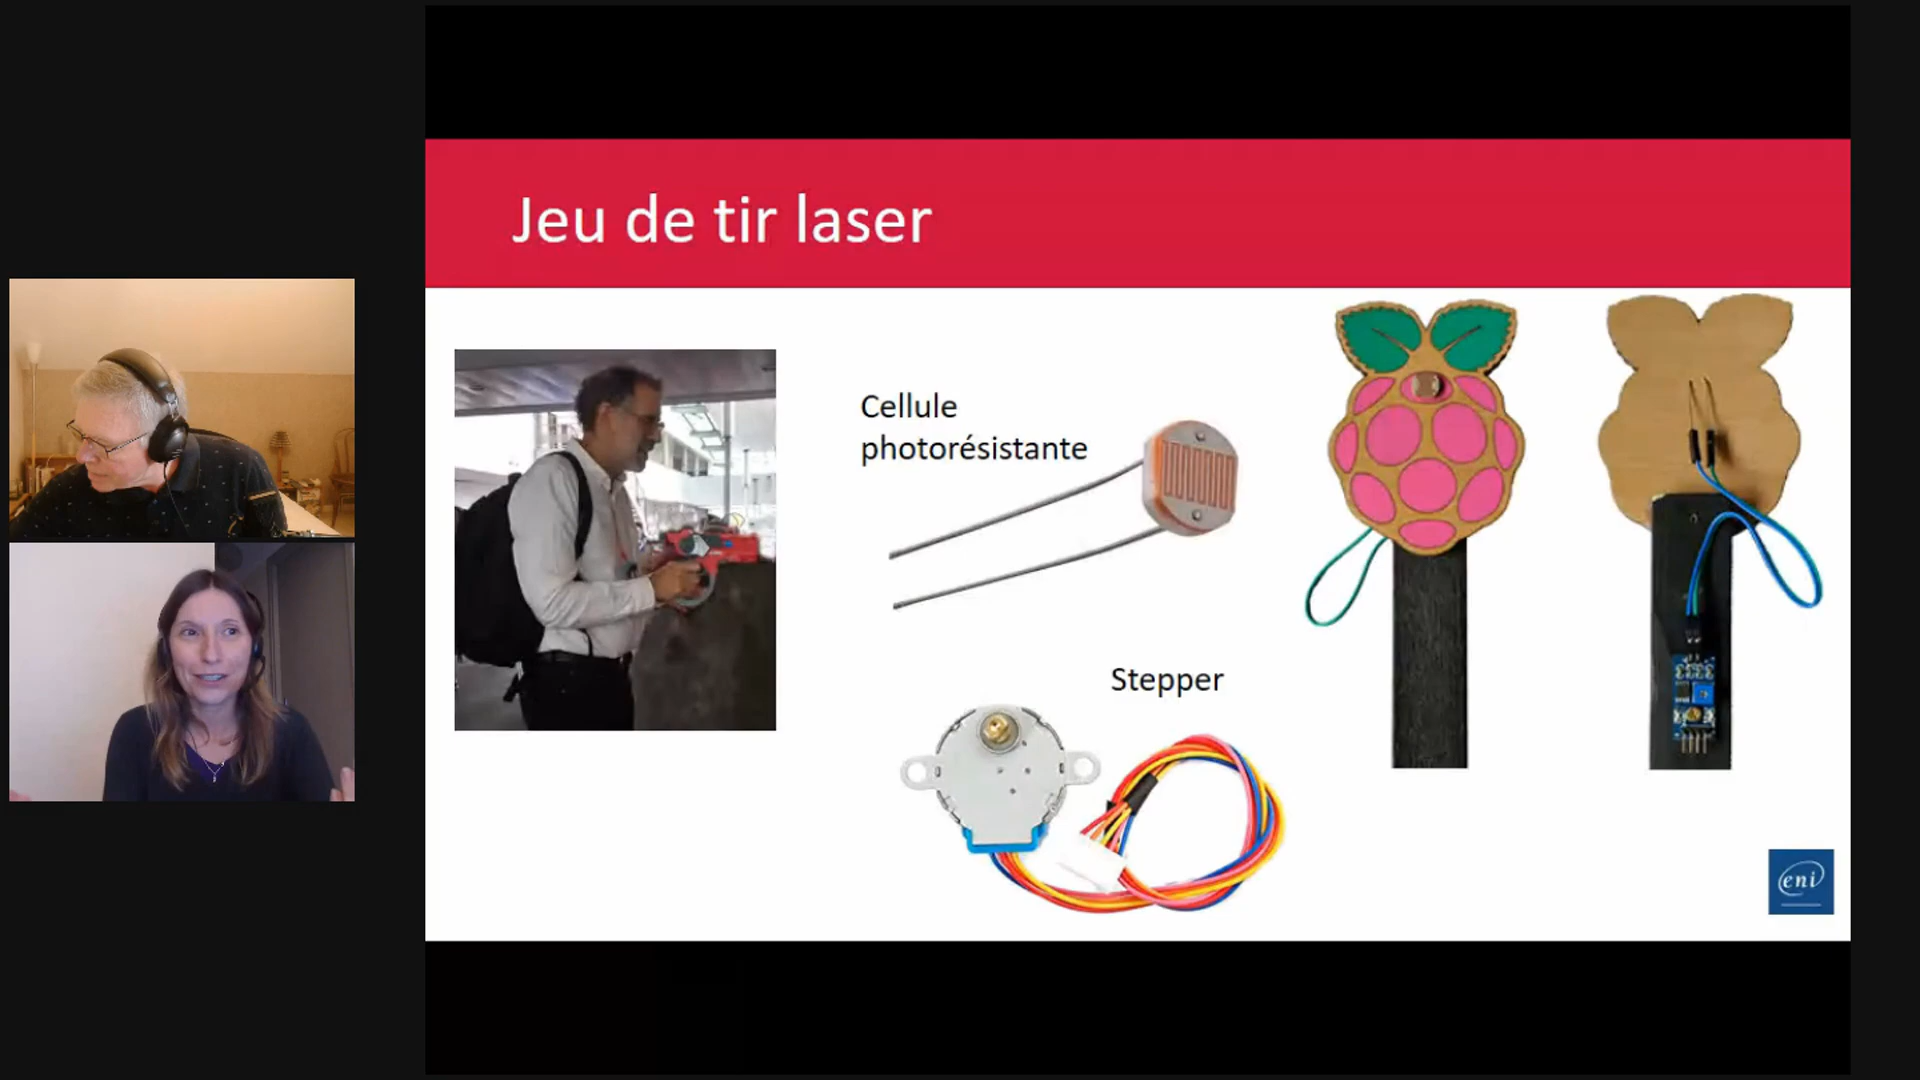 Jeu de tir laser
Cellule
photorésistante
Stepper
eni